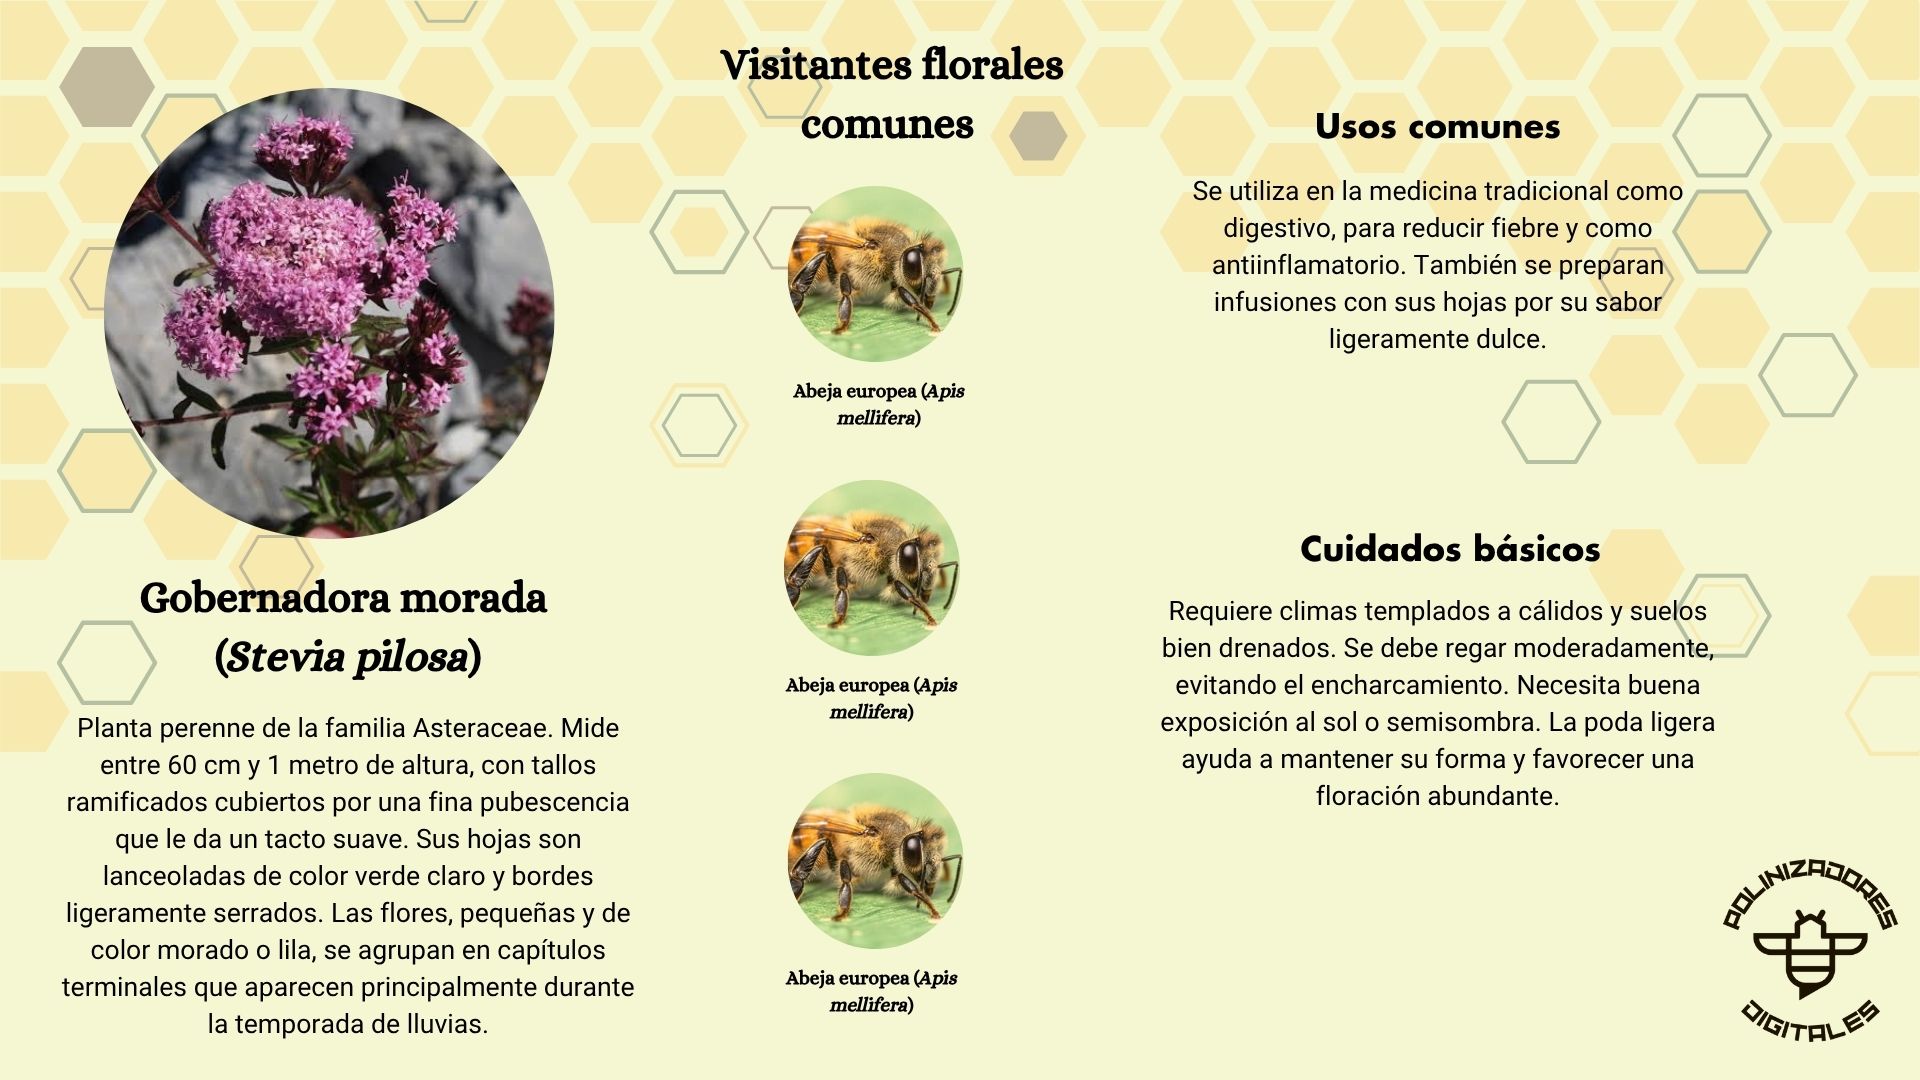 Gobernadora morada
(Stevia pilosa)
Planta perenne de la familia Asteraceae. Mide
entre 60 cm y 1 metro de altura, con tallos
ramificados cubiertos por una fina pubescencia
que le da un tacto suave. Sus hojas son
lanceoladas de color verde claro y bordes
ligeramente serrados. Las flores, pequeñas y de
color morado o lila, se agrupan en capítulos
terminales que aparecen principalmente durante
la temporada de lluvias.
Visitantes florales
comunes
Abeja europea (Apis
mellifera)
Abeja europea (Apis
mellifera)
Abeja europea (Apis
mellifera)
Usos comunes
Se utiliza en la medicina tradicional como
digestivo, para reducir fiebre y como
antiinflamatorio. También se preparan
infusiones con sus hojas por su sabor
ligeramente dulce.
Cuidados básicos
Requiere climas templados a cálidos y suelos
bien drenados. Se debe regar moderadamente,
evitando el encharcamiento. Necesita buena
exposición al sol o semisombra. La poda ligera
ayuda a mantener su forma y favorecer una
floración abundante.
POLINIZADORES
DIGITALES